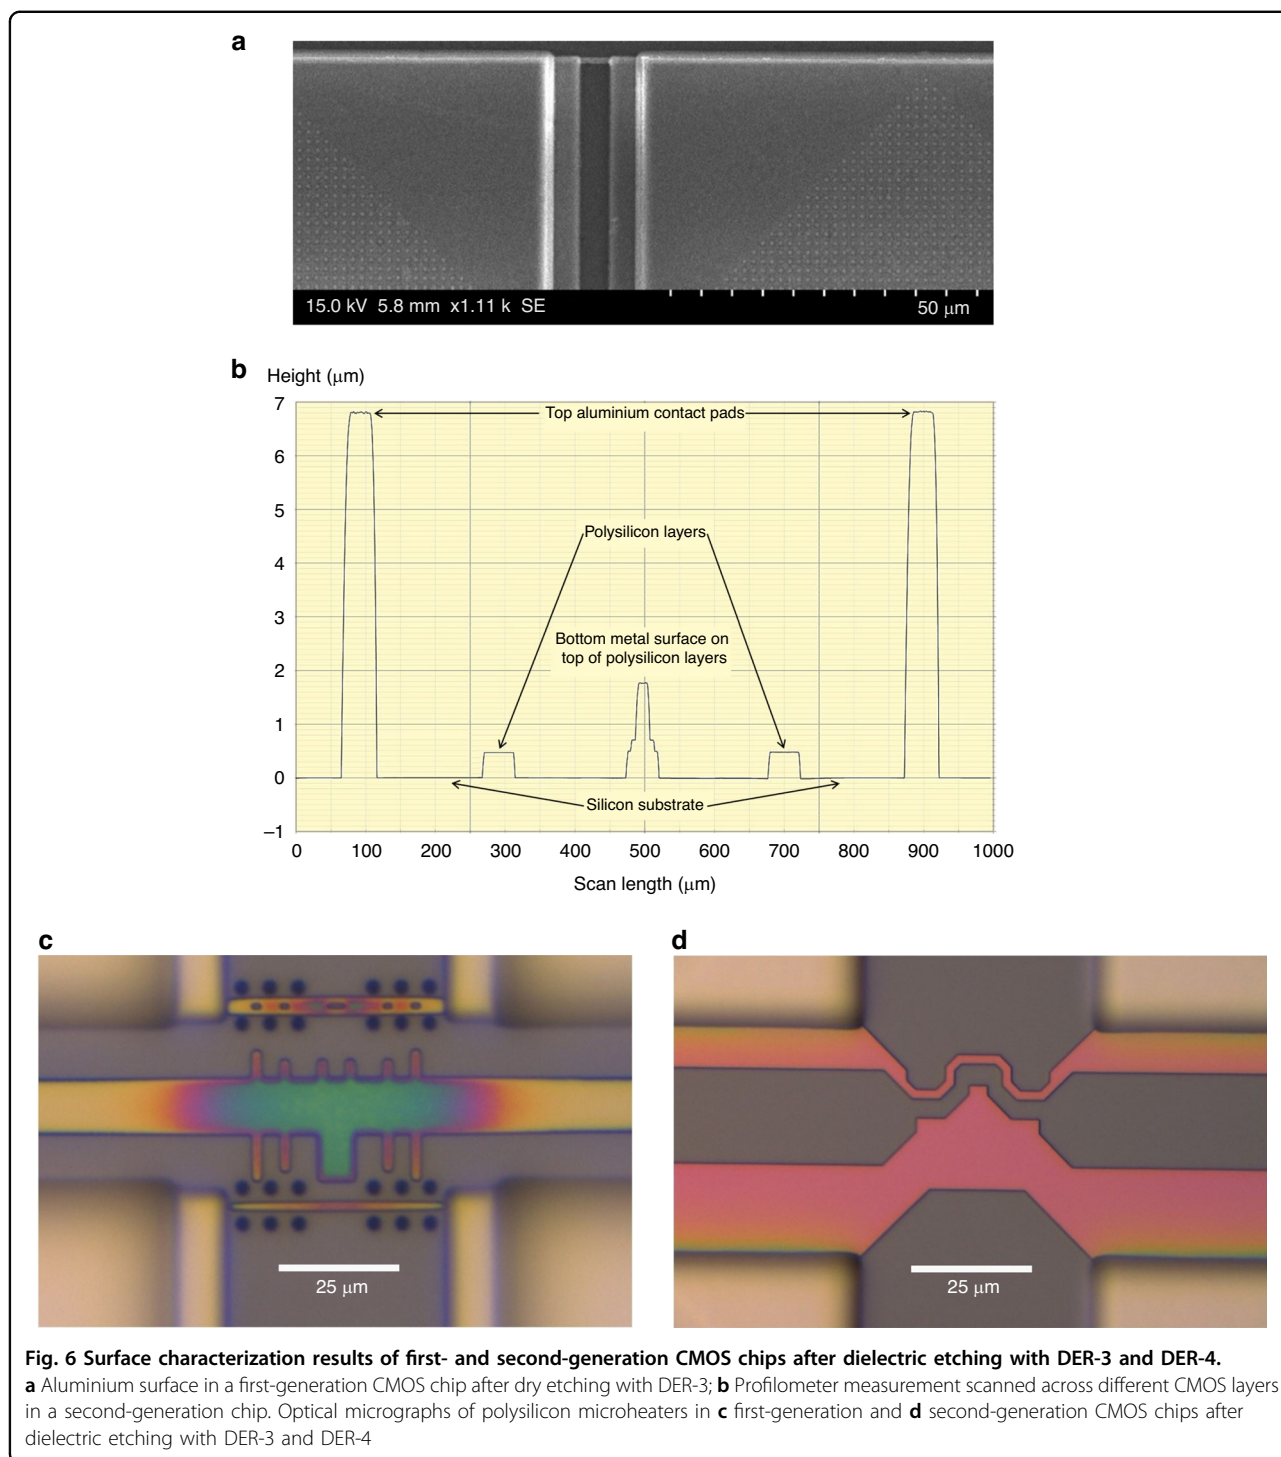 a
15.0 kV 5.8 mm x1.11 k SE
50 μm
b
Height (μm)
7
6
5
4
3
2
1
0
−1
Top aluminium contact pads
Polysilicon layers
Bottom metal surface on
top of polysilicon layers
Silicon substrate
0 100 200 300 400 500 600 700 800 900 1000
Scan length (μm)
c
25 μm
d
25 μm
Fig. 6 Surface characterization results of first- and second-generation CMOS chips after dielectric etching with DER-3 and DER-4.
a Aluminium surface in a first-generation CMOS chip after dry etching with DER-3; b Profilometer measurement scanned across different CMOS layers
in a second-generation chip. Optical micrographs of polysilicon microheaters in c first-generation and d second-generation CMOS chips after
dielectric etching with DER-3 and DER-4